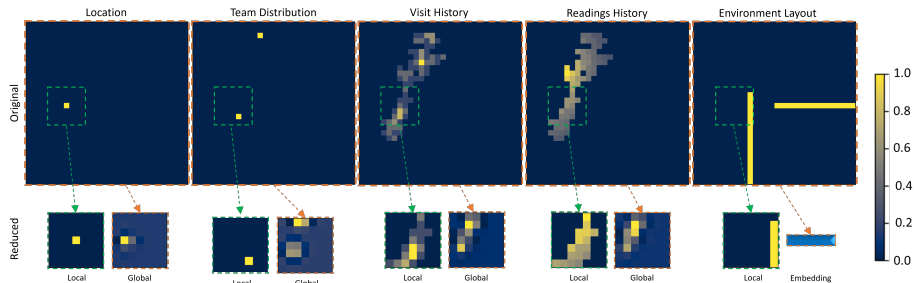 Location
Team Distribution
Visit History
Readings History
Environment Layout
Original
1.0
0.8
0.6
0.4
0.2
0.0
Reduced
Local
Global
Local
Global
Local
Global
Local
Global
Local
Embedding